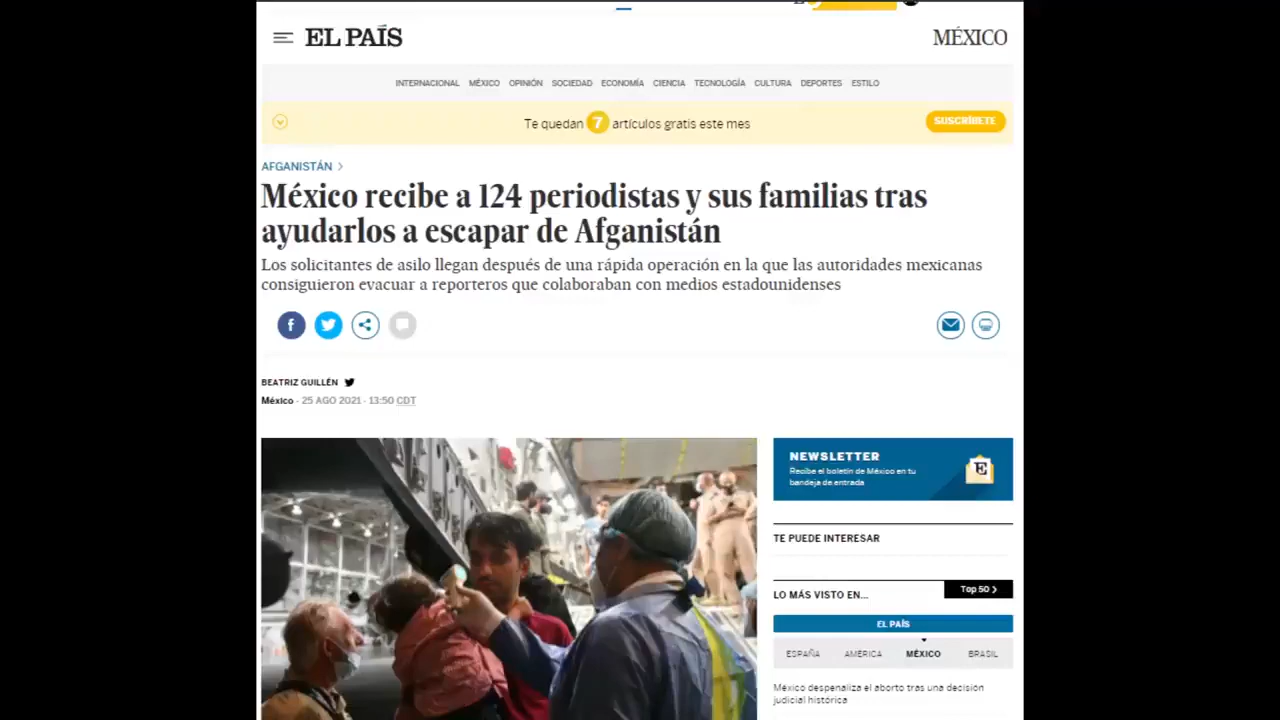 EL PAÍS
MÉXICO
INTERNACIONAL MÉXICO OPINIÓN SOCIEDAD ECONOMÍA CIENCIA TECNOLOGÍA CULTURA DEPORTES ESTILO
Te quedan 7 artículos gratis este mes
SUSCRÍBETE
AFGANISTÁN
México recibe a 124 periodistas y sus familias tras
ayudarlos a escapar de Afganistán
Los solicitantes de asilo llegan después de una rápida operación en la que las autoridades mexicanas
consiguieron evacuar a reporteros que colaboraban con medios estadounidenses
BEATRIZ GUILLÉN
México - 25 AGO 2021 - 13:50 CDT
NEWSLETTER
Recibe el boletín de México en tu
bandeja de entrada
E
TE PUEDE INTERESAR
LO MÁS VISTO EN...
Top 50
EL PAÍS
ESPAÑA AMÉRICA MÉXICO BRASIL
México despenaliza el aborto tras una decisión
judicial histórica